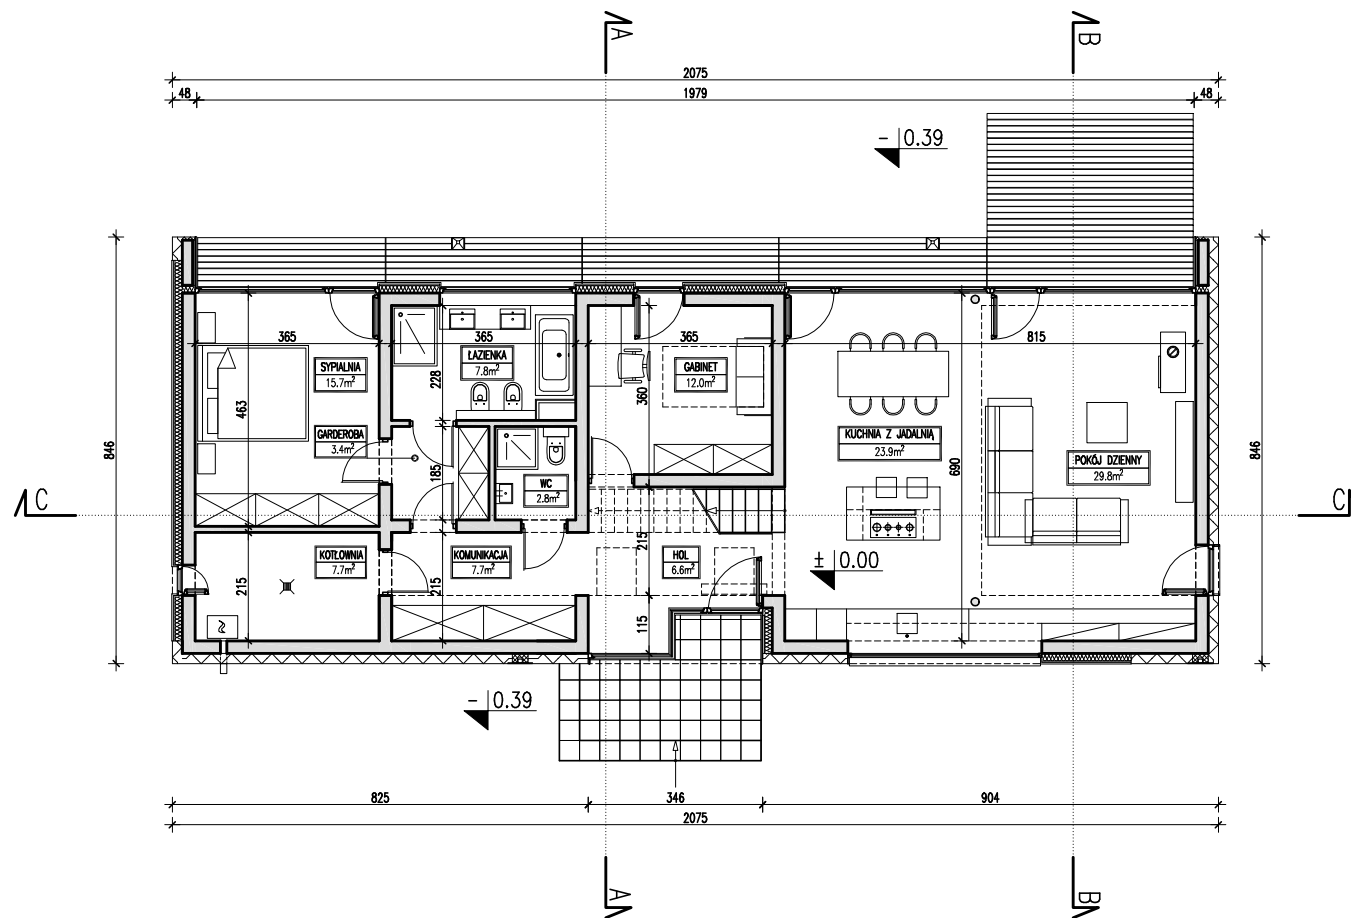 A
B
2075
48
1979
48
- 0.39
365
365
365
815
SYPIALNIA
15.7m²
ŁAZIENKA
7.8m²
GABINET
12.0m²
228
360
463
GARDEROBA
3.4m²
KUCHNIA Z JADALNIĄ
23.9m²
POKÓJ DZIENNY
29.8m²
690
846
846
185
WC
2.8m²
C
C
KOTŁOWNIA
7.7m²
KOMUNIKACJA
7.7m²
HOL
6.6m²
± 0.00
215
215
215
115
- 0.39
825
346
904
2075
A
B